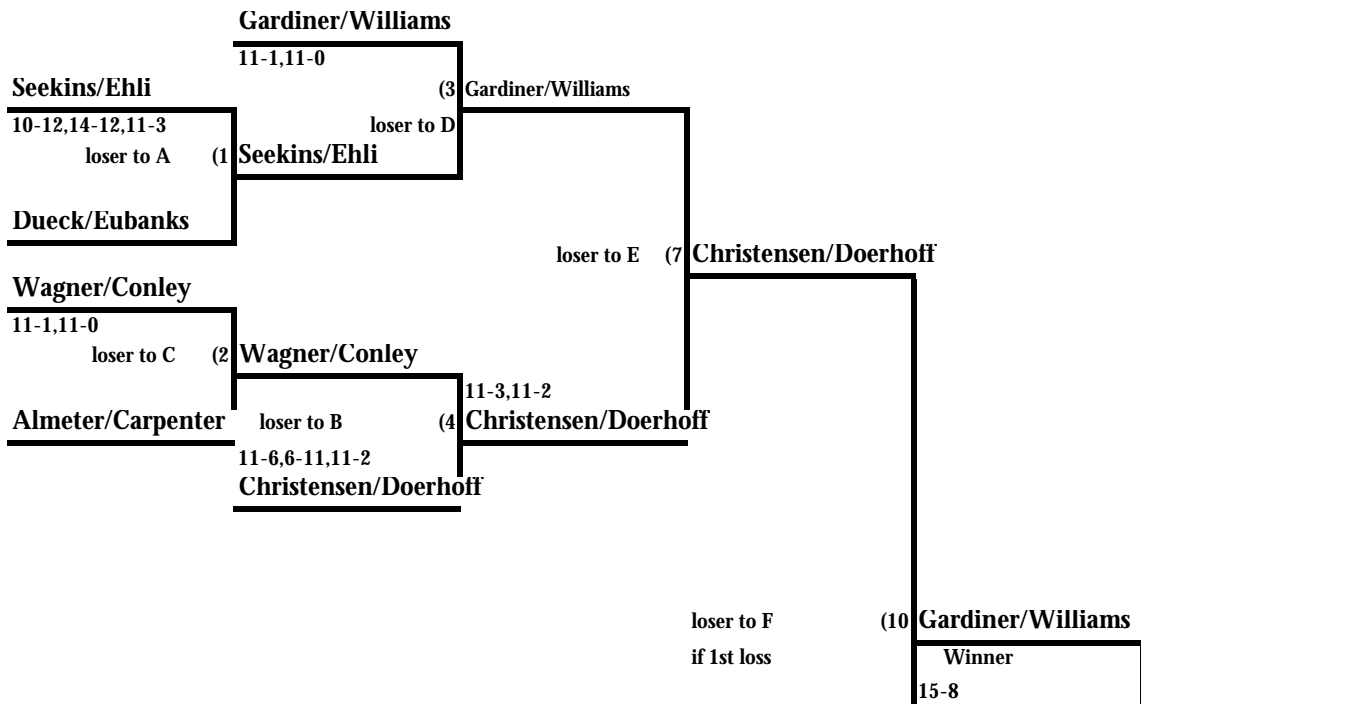 Gardiner/Williams
11-1,11-0
Seekins/Ehli
(3 Gardiner/Williams
10-12,14-12,11-3
loser to D
loser to A (1 Seekins/Ehli
Dueck/Eubanks
loser to E (7 Christensen/Doerhoff
Wagner/Conley
11-1,11-0
loser to C (2 Wagner/Conley
11-3,11-2
Almeter/Carpenter loser to B (4 Christensen/Doerhoff
11-6,6-11,11-2
Christensen/Doerhoff
loser to F (10 Gardiner/Williams
if 1st loss Winner
15-8